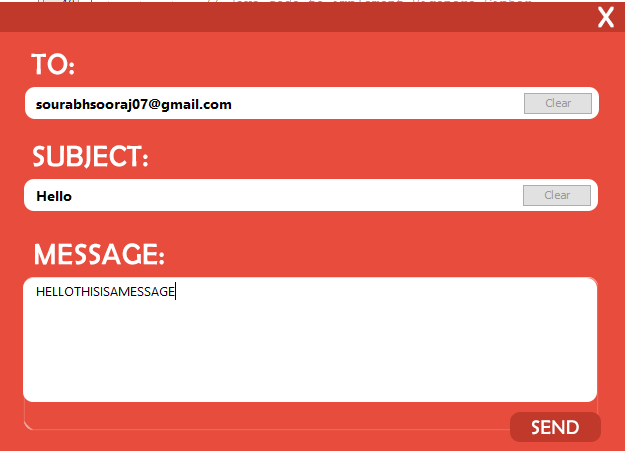 X
TO:
sourabhsooraj07@gmail.com Clear
SUBJECT:
Hello Clear
MESSAGE:
HELLOTHISISAMESSAGE
SEND